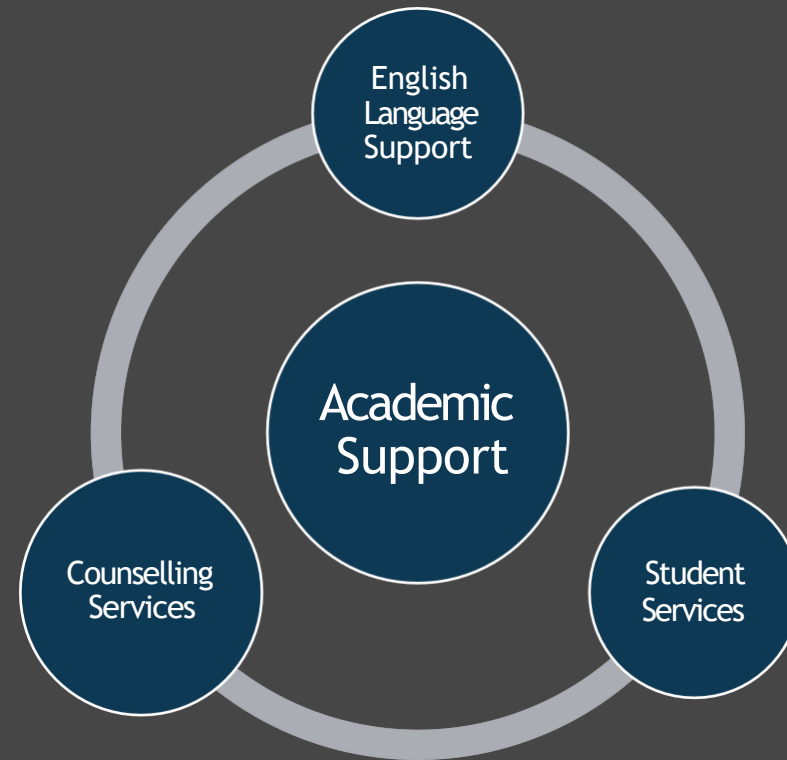 English
Language
Support
Academic
Support
Counselling
Services
Student
Services